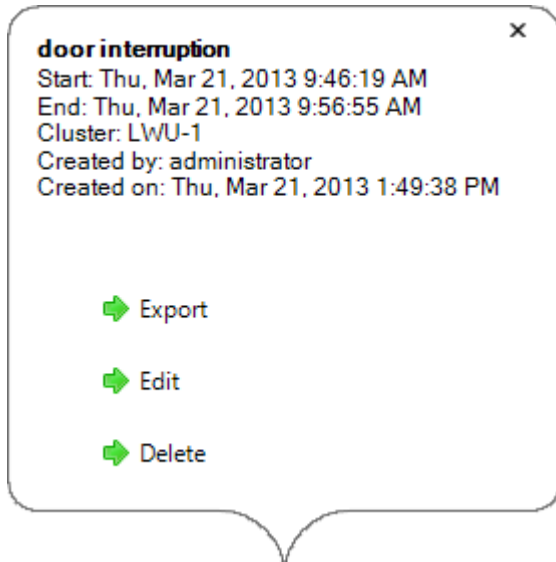 door interruption
Start: Thu, Mar 21, 2013 9:46:19 AM
End: Thu, Mar 21, 2013 9:56:55 AM
Cluster: LWU-1
Created by: administrator
Created on: Thu, Mar 21, 2013 1:49:38 PM
Export
Edit
Delete